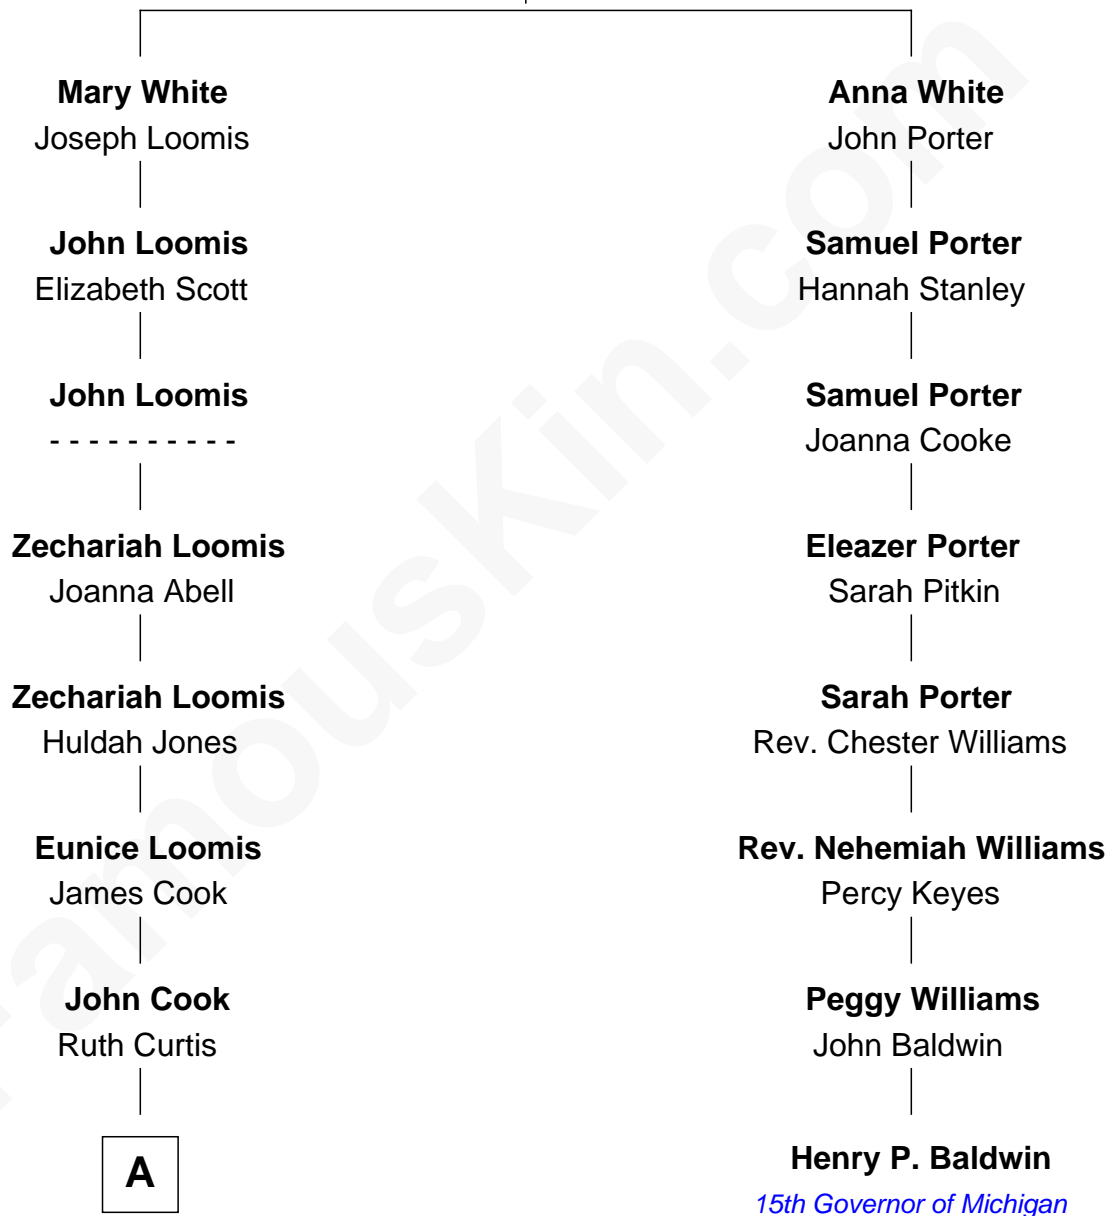 Mary White
Joseph Loomis
John Loomis
Elizabeth Scott
John Loomis
- - - - - - - - - -
Zechariah Loomis
Joanna Abell
Zechariah Loomis
Huldah Jones
Eunice Loomis
James Cook
John Cook
Ruth Curtis
A
Anna White
John Porter
Samuel Porter
Hannah Stanley
Samuel Porter
Joanna Cooke
Eleazer Porter
Sarah Pitkin
Sarah Porter
Rev. Chester Williams
Rev. Nehemiah Williams
Percy Keyes
Peggy Williams
John Baldwin
Henry P. Baldwin
15th Governor of Michigan
FamousKin.com